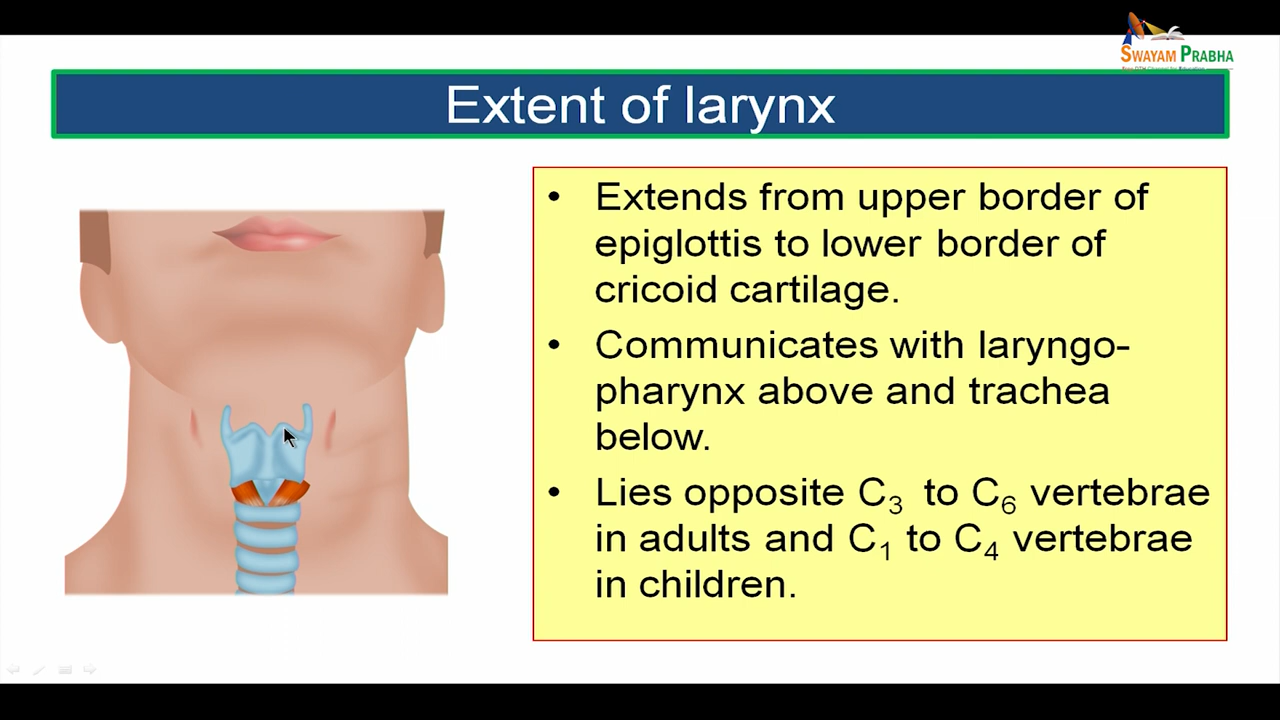 SWAYAM PRABHA
Extent of larynx
• Extends from upper border of
epiglottis to lower border of
cricoid cartilage.
• Communicates with laryngo-
pharynx above and trachea
below.
• Lies opposite C₃ to C₆ vertebrae
in adults and C₁ to C₄ vertebrae
in children.